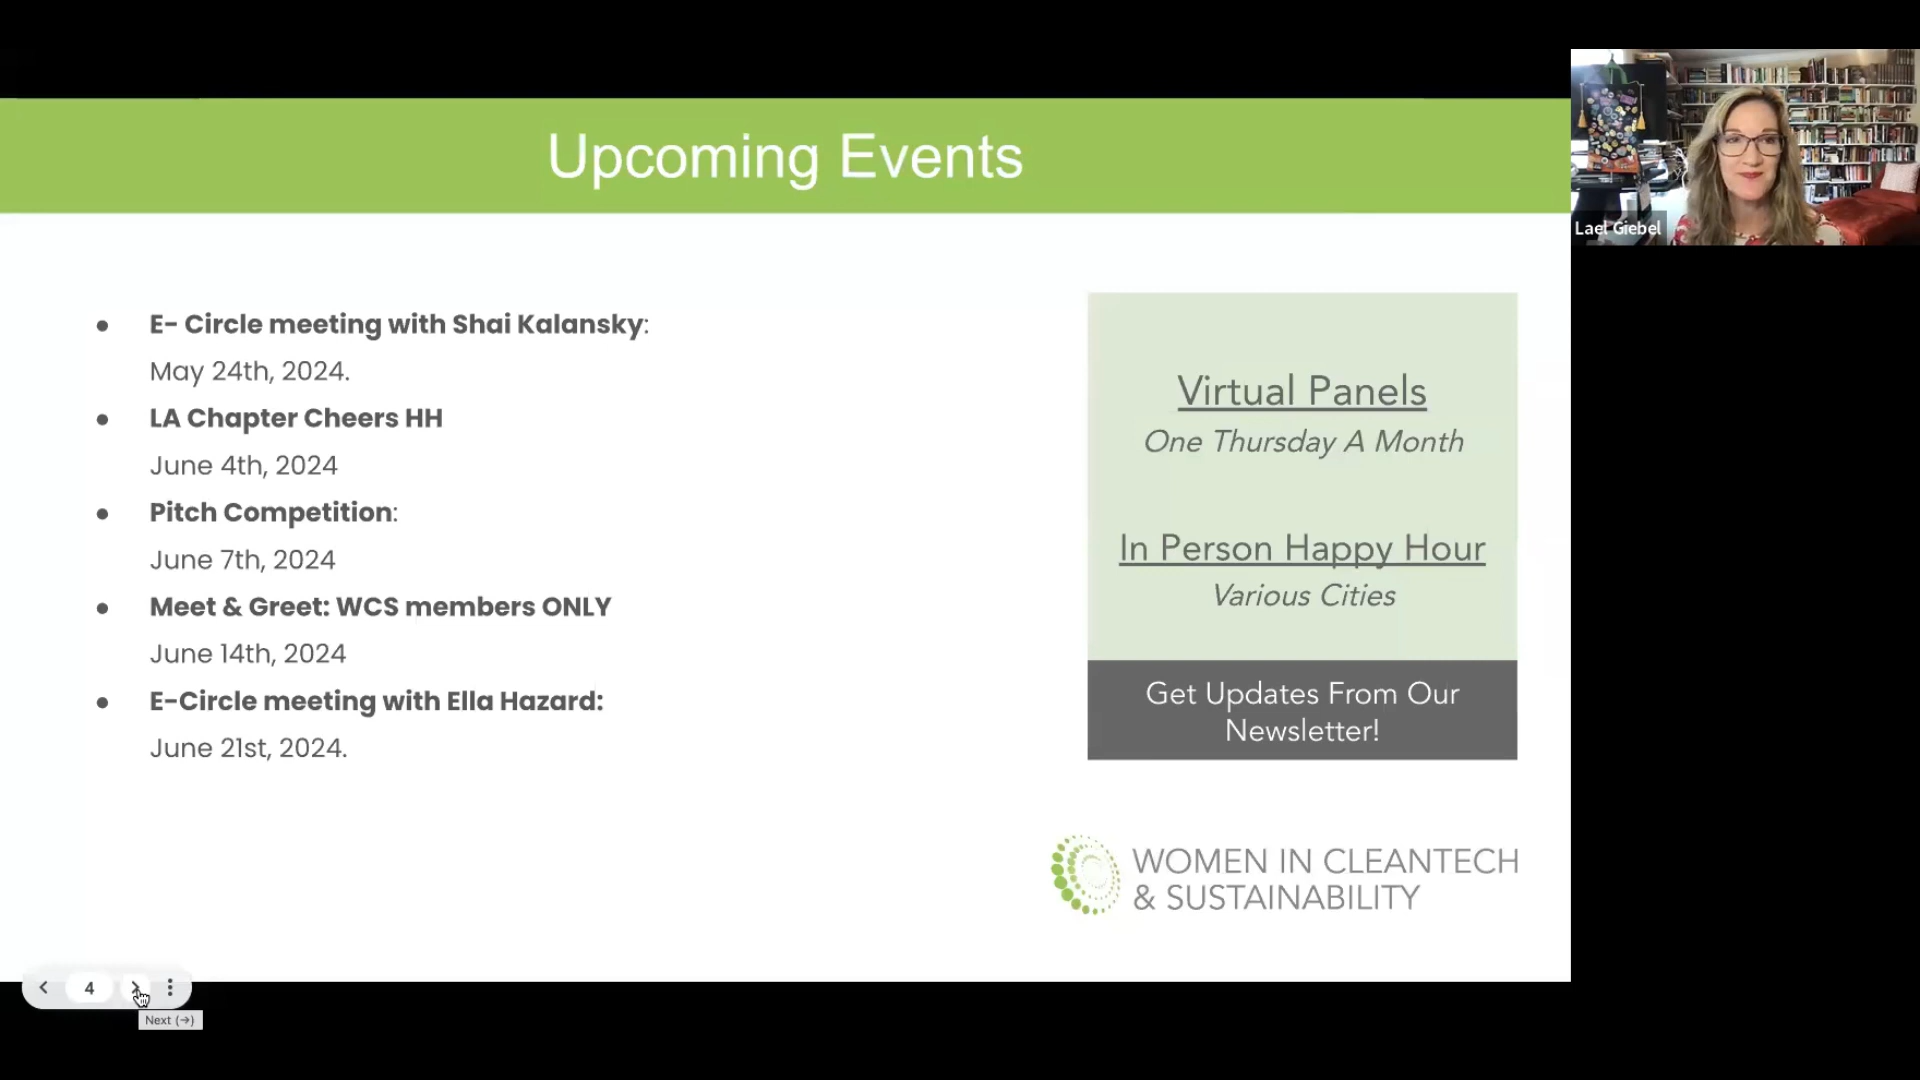 Upcoming Events
● E- Circle meeting with Shai Kalansky:
May 24th, 2024.
● LA Chapter Cheers HH
June 4th, 2024
● Pitch Competition:
June 7th, 2024
● Meet & Greet: WCS members ONLY
June 14th, 2024
● E-Circle meeting with Ella Hazard:
June 21st, 2024.
Virtual Panels
One Thursday A Month
In Person Happy Hour
Various Cities
Get Updates From Our
Newsletter!
WOMEN IN CLEANTECH
& SUSTAINABILITY
Lael Giebel
4
Next (→)